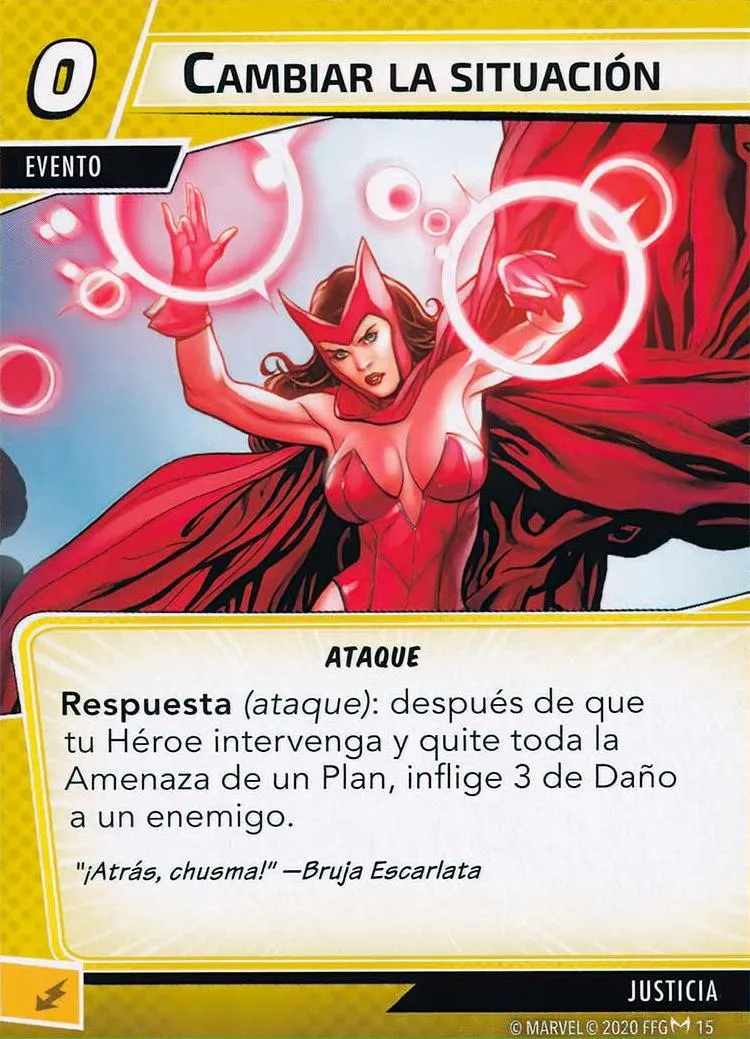 0
CAMBIAR LA SITUACIÓN
EVENTO
ATAQUE
Respuesta (ataque): después de que
tu Héroe intervenga y quite toda la
Amenaza de un Plan, inflige 3 de Daño
a un enemigo.
"¡Atrás, chusma!" —Bruja Escarlata
JUSTICIA
© MARVEL © 2020 FFG M 15